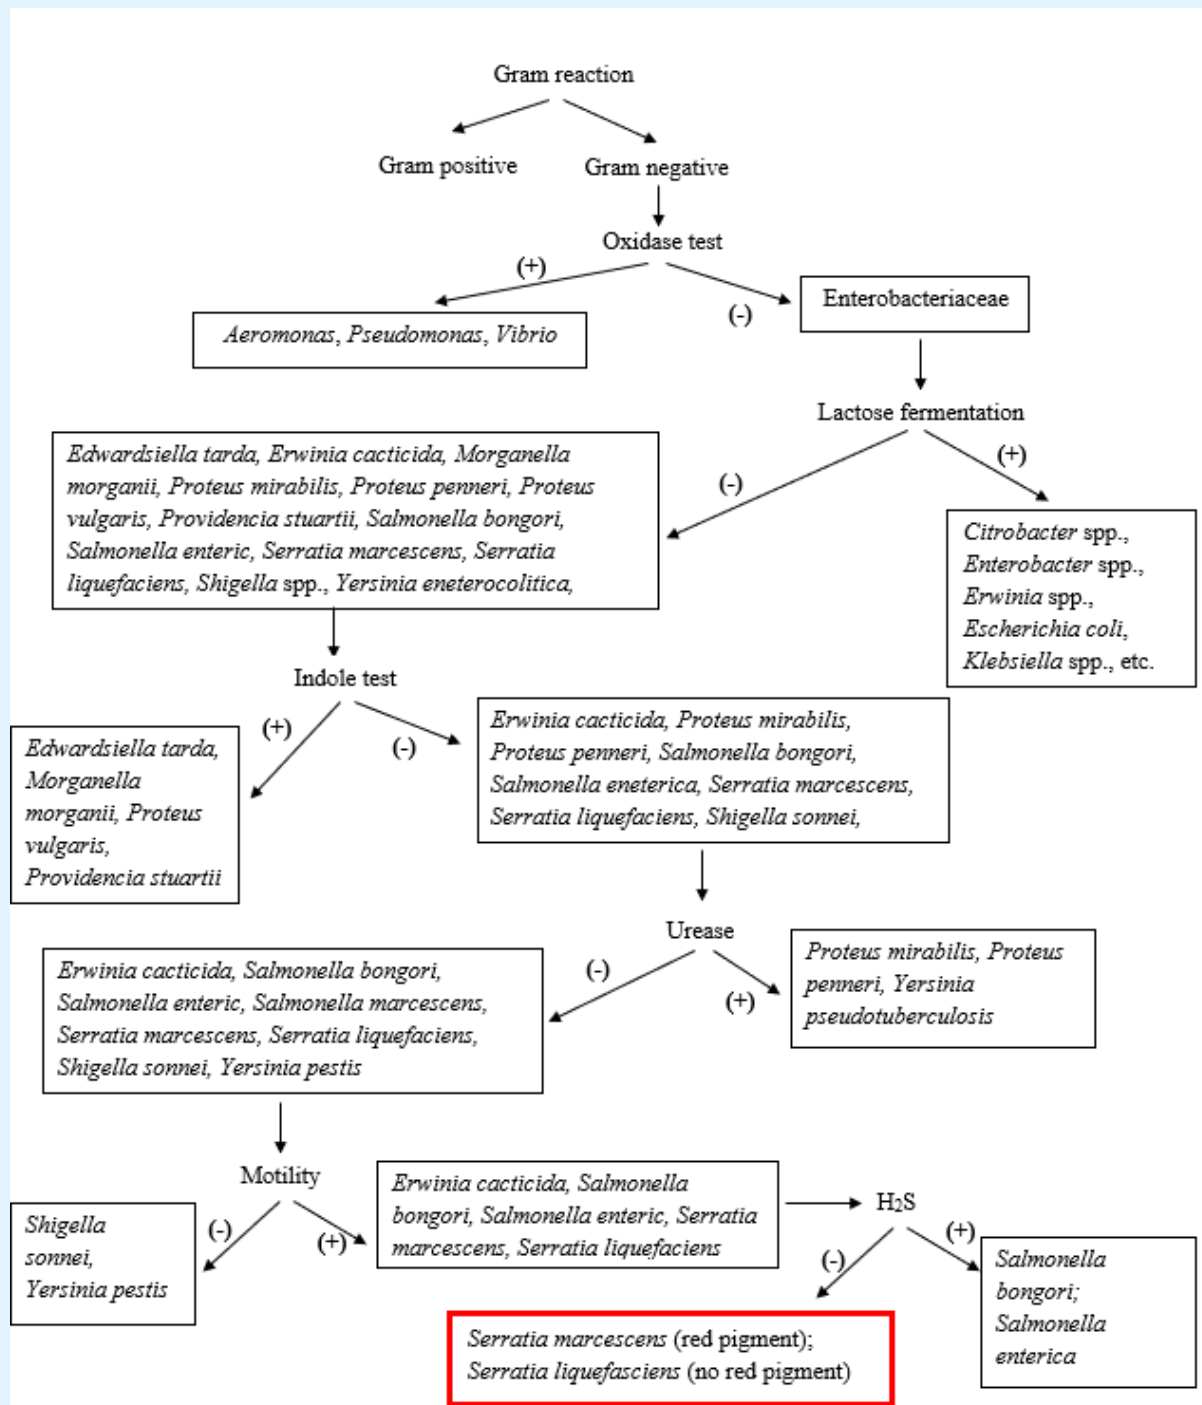 Gram reaction
Gram positive
Gram negative
Oxidase test
(+)
(-)
Enterobacteriaceae
Aeromonas, Pseudomonas, Vibrio
Lactose fermentation
(-)
(+)
Edwardsiella tarda, Erwinia cacticida, Morganella
morganii, Proteus mirabilis, Proteus penneri, Proteus
vulgaris, Providencia stuartii, Salmonella bongori,
Salmonella enteric, Serratia marcescens, Serratia
liquefaciens, Shigella spp., Yersinia eneterocolitica,
Citrobacter spp.,
Enterobacter spp.,
Erwinia spp.,
Escherichia coli,
Klebsiella spp., etc.
Indole test
(+)
(-)
Edwardsiella tarda,
Morganella
morganii, Proteus
vulgaris,
Providencia stuartii
Erwinia cacticida, Proteus mirabilis,
Proteus penneri, Salmonella bongori,
Salmonella eneterica, Serratia marcescens,
Serratia liquefaciens, Shigella sonnei,
Urease
(-)
(+)
Erwinia cacticida, Salmonella bongori,
Salmonella enteric, Salmonella marcescens,
Serratia marcescens, Serratia liquefaciens,
Shigella sonnei, Yersinia pestis
Proteus mirabilis, Proteus
penneri, Yersinia
pseudotuberculosis
Motility
(-)
(+)
Shigella
sonnei,
Yersinia pestis
Erwinia cacticida, Salmonella
bongori, Salmonella enteric, Serratia
marcescens, Serratia liquefaciens
H2S
(-)
(+)
Salmonella
bongori;
Salmonella
enterica
Serratia marcescens (red pigment);
Serratia liquefasciens (no red pigment)